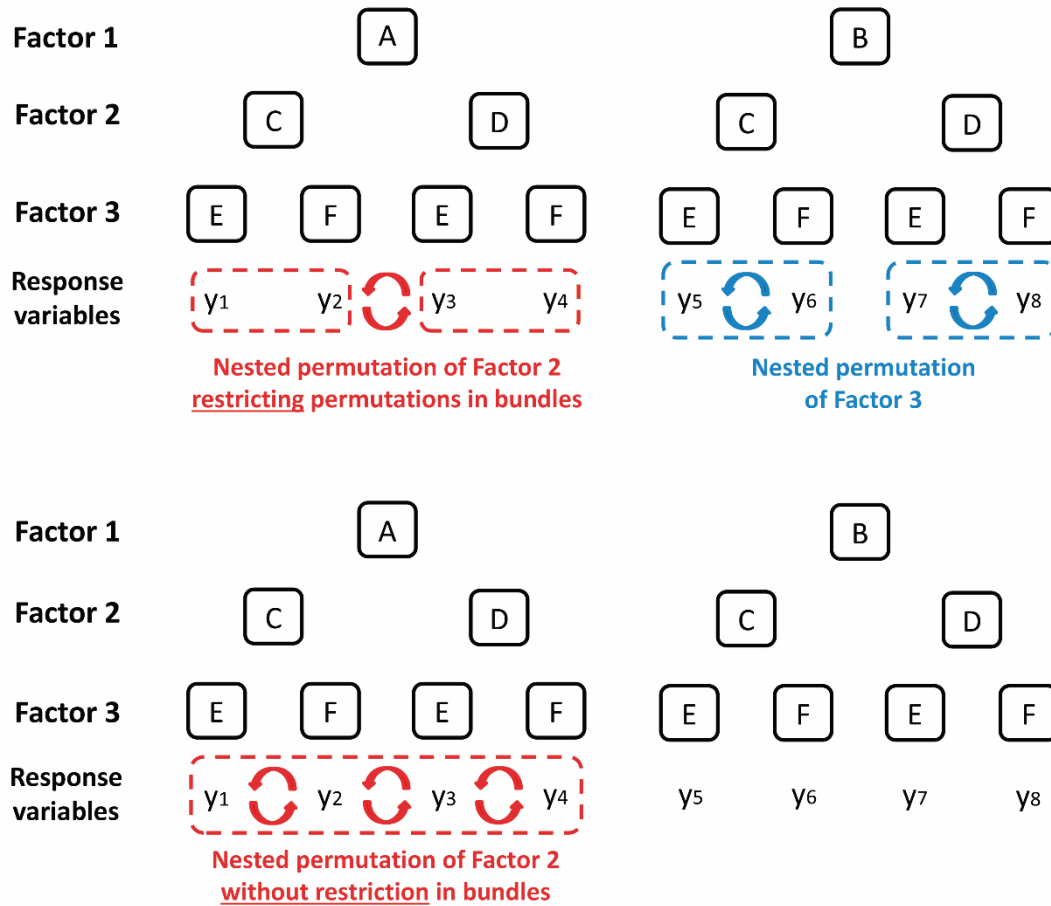 Factor 1 A B
Factor 2 C D C D
Factor 3 E F E F E F E F
Response variables y1 y2 y3 y4 y5 y6 y7 y8
Nested permutation of Factor 2
restricting permutations in bundles
Nested permutation
of Factor 3
Factor 1 A B
Factor 2 C D C D
Factor 3 E F E F E F E F
Response variables y1 y2 y3 y4 y5 y6 y7 y8
Nested permutation of Factor 2
without restriction in bundles